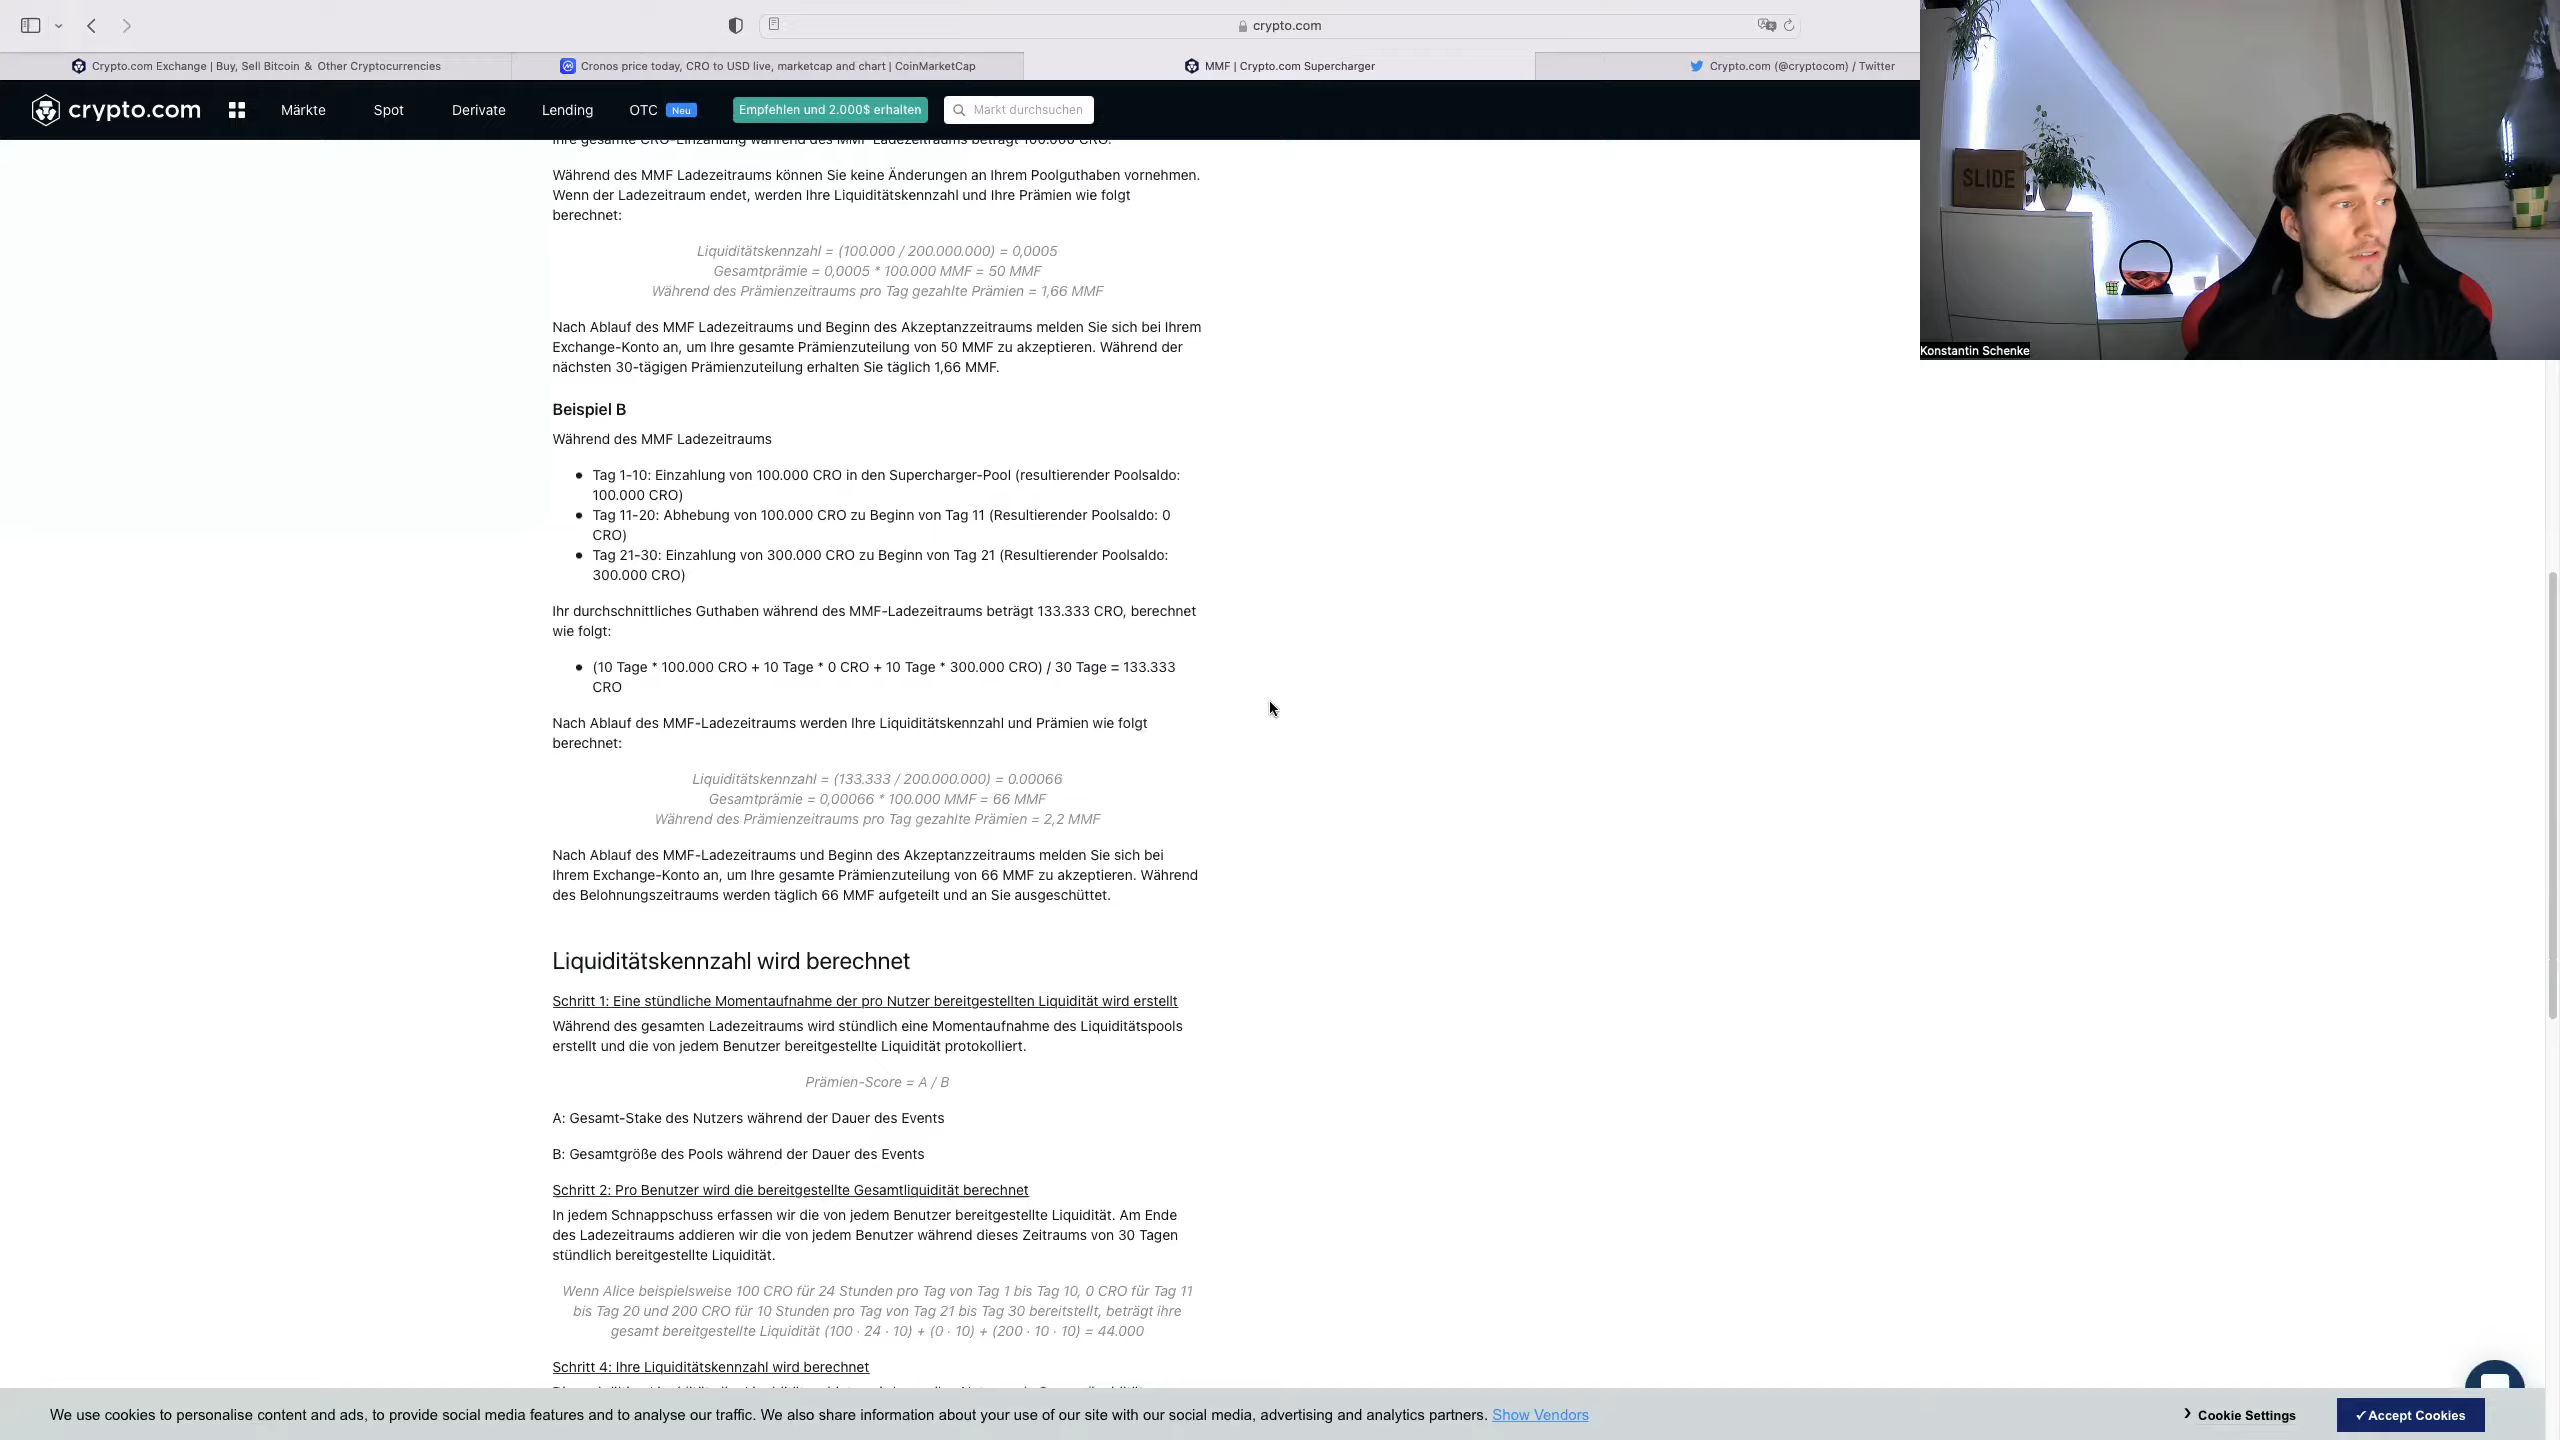 crypto.com
Crypto.com Exchange | Buy, Sell Bitcoin & Other Cryptocurrencies
Cronos price today, CRO to USD live, marketcap and chart | CoinMarketCap
MMF | Crypto.com Supercharger
Crypto.com (@cryptocom) / Twitter
crypto.com
Märkte
Spot
Derivate
Lending
OTC Neu
Empfehlen und 2.000$ erhalten
Markt durchsuchen
SLIDE
Konstantin Schenke
Ihre gesamte CRO-Einzahlung während des MMF Ladezeitraums beträgt 100.000 CRO.
Während des MMF Ladezeitraums können Sie keine Änderungen an Ihrem Poolguthaben vornehmen.
Wenn der Ladezeitraum endet, werden Ihre Liquiditätskennzahl und Ihre Prämien wie folgt
berechnet:
Liquiditätskennzahl = (100.000 / 200.000.000) = 0,0005
Gesamtprämie = 0,0005 * 100.000 MMF = 50 MMF
Während des Prämienzeitraums pro Tag gezahlte Prämien = 1,66 MMF
Nach Ablauf des MMF Ladezeitraums und Beginn des Akzeptanzzeitraums melden Sie sich bei Ihrem
Exchange-Konto an, um Ihre gesamte Prämienzuteilung von 50 MMF zu akzeptieren. Während der
nächsten 30-tägigen Prämienzuteilung erhalten Sie täglich 1,66 MMF.
Beispiel B
Während des MMF Ladezeitraums
• Tag 1-10: Einzahlung von 100.000 CRO in den Supercharger-Pool (resultierender Poolsaldo:
100.000 CRO)
• Tag 11-20: Abhebung von 100.000 CRO zu Beginn von Tag 11 (Resultierender Poolsaldo: 0
CRO)
• Tag 21-30: Einzahlung von 300.000 CRO zu Beginn von Tag 21 (Resultierender Poolsaldo:
300.000 CRO)
Ihr durchschnittliches Guthaben während des MMF-Ladezeitraums beträgt 133.333 CRO, berechnet
wie folgt:
• (10 Tage * 100.000 CRO + 10 Tage * 0 CRO + 10 Tage * 300.000 CRO) / 30 Tage = 133.333
CRO
Nach Ablauf des MMF-Ladezeitraums werden Ihre Liquiditätskennzahl und Prämien wie folgt
berechnet:
Liquiditätskennzahl = (133.333 / 200.000.000) = 0.00066
Gesamtprämie = 0,00066 * 100.000 MMF = 66 MMF
Während des Prämienzeitraums pro Tag gezahlte Prämien = 2,2 MMF
Nach Ablauf des MMF-Ladezeitraums und Beginn des Akzeptanzzeitraums melden Sie sich bei
Ihrem Exchange-Konto an, um Ihre gesamte Prämienzuteilung von 66 MMF zu akzeptieren. Während
des Belohnungszeitraums werden täglich 66 MMF aufgeteilt und an Sie ausgeschüttet.
Liquiditätskennzahl wird berechnet
Schritt 1: Eine stündliche Momentaufnahme der pro Nutzer bereitgestellten Liquidität wird erstellt
Während des gesamten Ladezeitraums wird stündlich eine Momentaufnahme des Liquiditätspools
erstellt und die von jedem Benutzer bereitgestellte Liquidität protokolliert.
Prämien-Score = A / B
A: Gesamt-Stake des Nutzers während der Dauer des Events
B: Gesamtgröße des Pools während der Dauer des Events
Schritt 2: Pro Benutzer wird die bereitgestellte Gesamtliquidität berechnet
In jedem Schnappschuss erfassen wir die von jedem Benutzer bereitgestellte Liquidität. Am Ende
des Ladezeitraums addieren wir die von jedem Benutzer während dieses Zeitraums von 30 Tagen
stündlich bereitgestellte Liquidität.
Wenn Alice beispielsweise 100 CRO für 24 Stunden pro Tag von Tag 1 bis Tag 10, 0 CRO für Tag 11
bis Tag 20 und 200 CRO für 10 Stunden pro Tag von Tag 21 bis Tag 30 bereitstellt, beträgt ihre
gesamt bereitgestellte Liquidität (100 · 24 · 10) + (0 · 10) + (200 · 10 · 10) = 44.000
Schritt 4: Ihre Liquiditätskennzahl wird berechnet
We use cookies to personalise content and ads, to provide social media features and to analyse our traffic. We also share information about your use of our site with our social media, advertising and analytics partners. Show Vendors
Cookie Settings
✓Accept Cookies